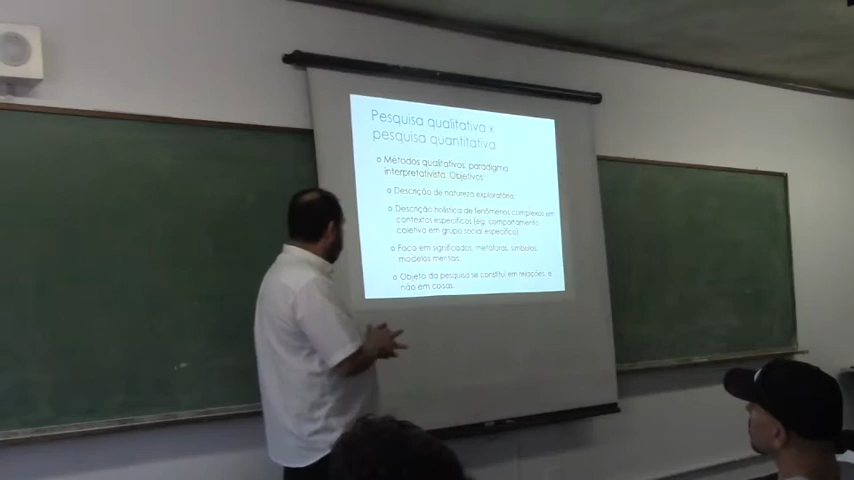 Pesquisa qualitativa x
pesquisa quantitativa
Métodos qualitativos: paradigma
interpretativista. Objetivos:
Descrição de natureza exploratória;
Descrição holística de fenômenos complexos em
contextos específicos (eg. comportamento
coletivo em grupo social específico)
Foco em significados, metáforas, símbolos,
modelos mentais.
Objeto da pesquisa se constitui em relações, e
não em coisas.